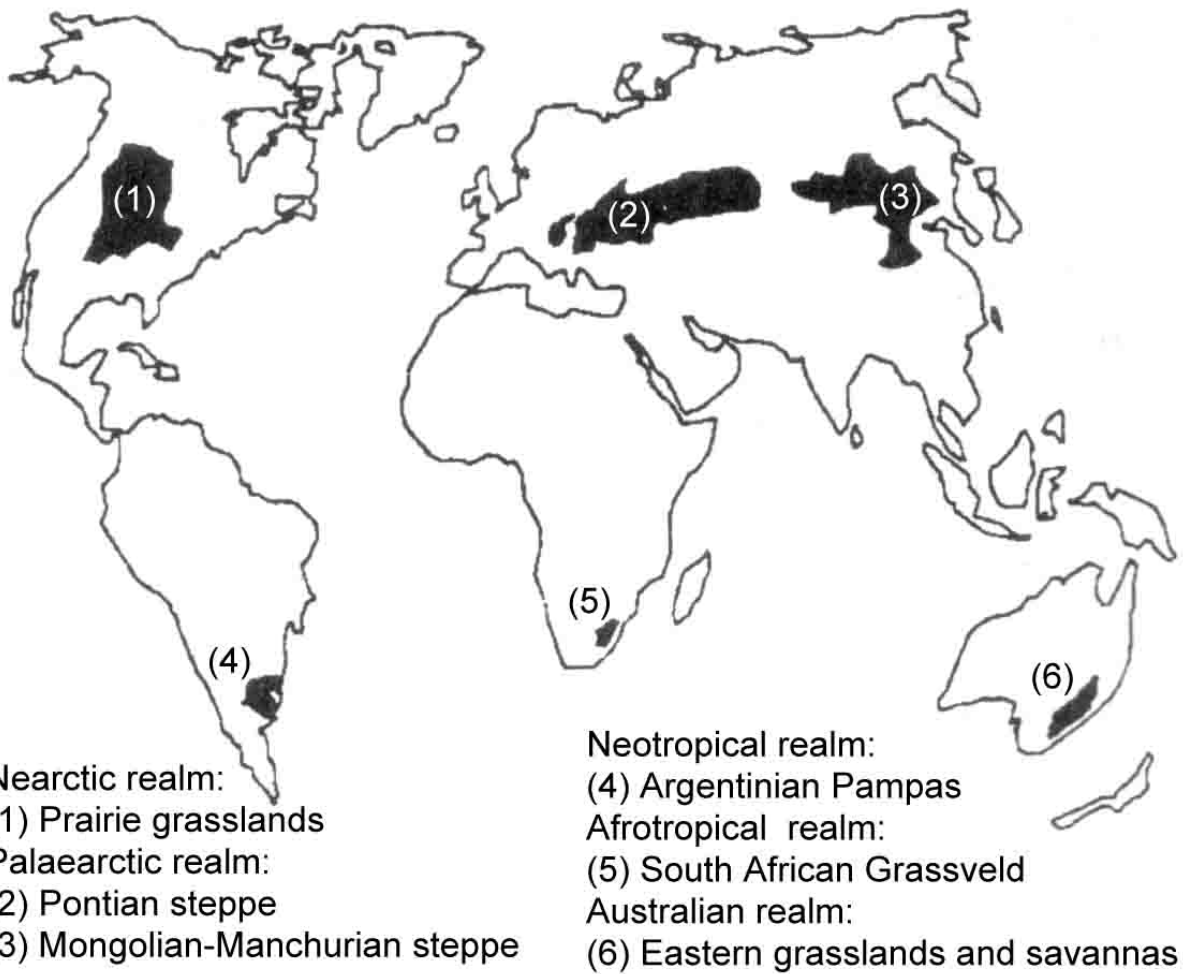 (1)
(2)
(3)
(4)
(5)
(6)
Nearctic realm:
1) Prairie grasslands
Palaearctic realm:
2) Pontian steppe
3) Mongolian-Manchurian steppe
Neotropical realm:
(4) Argentinian Pampas
Afrotropical realm:
(5) South African Grassveld
Australian realm:
(6) Eastern grasslands and savannas